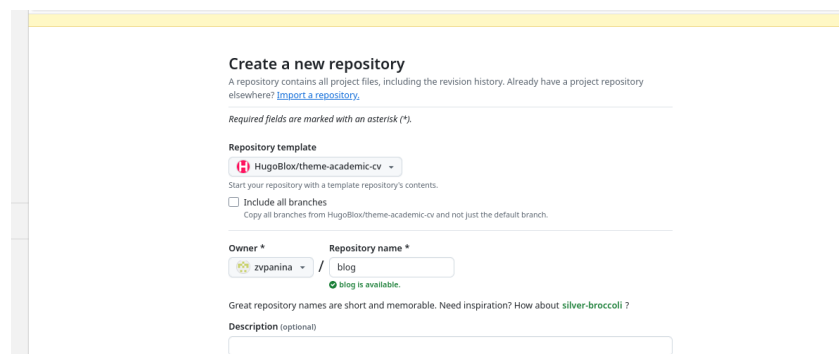 Create a new repository
A repository contains all project files, including the revision history. Already have a project repository
elsewhere? Import a repository.
Required fields are marked with an asterisk (*).
Repository template
HugoBlox/theme-academic-cv
Start your repository with a template repository's contents.
Include all branches
Copy all branches from HugoBlox/theme-academic-cv and not just the default branch.
Owner * Repository name *
zvpanina / blog
blog is available.
Great repository names are short and memorable. Need inspiration? How about silver-broccoli ?
Description (optional)